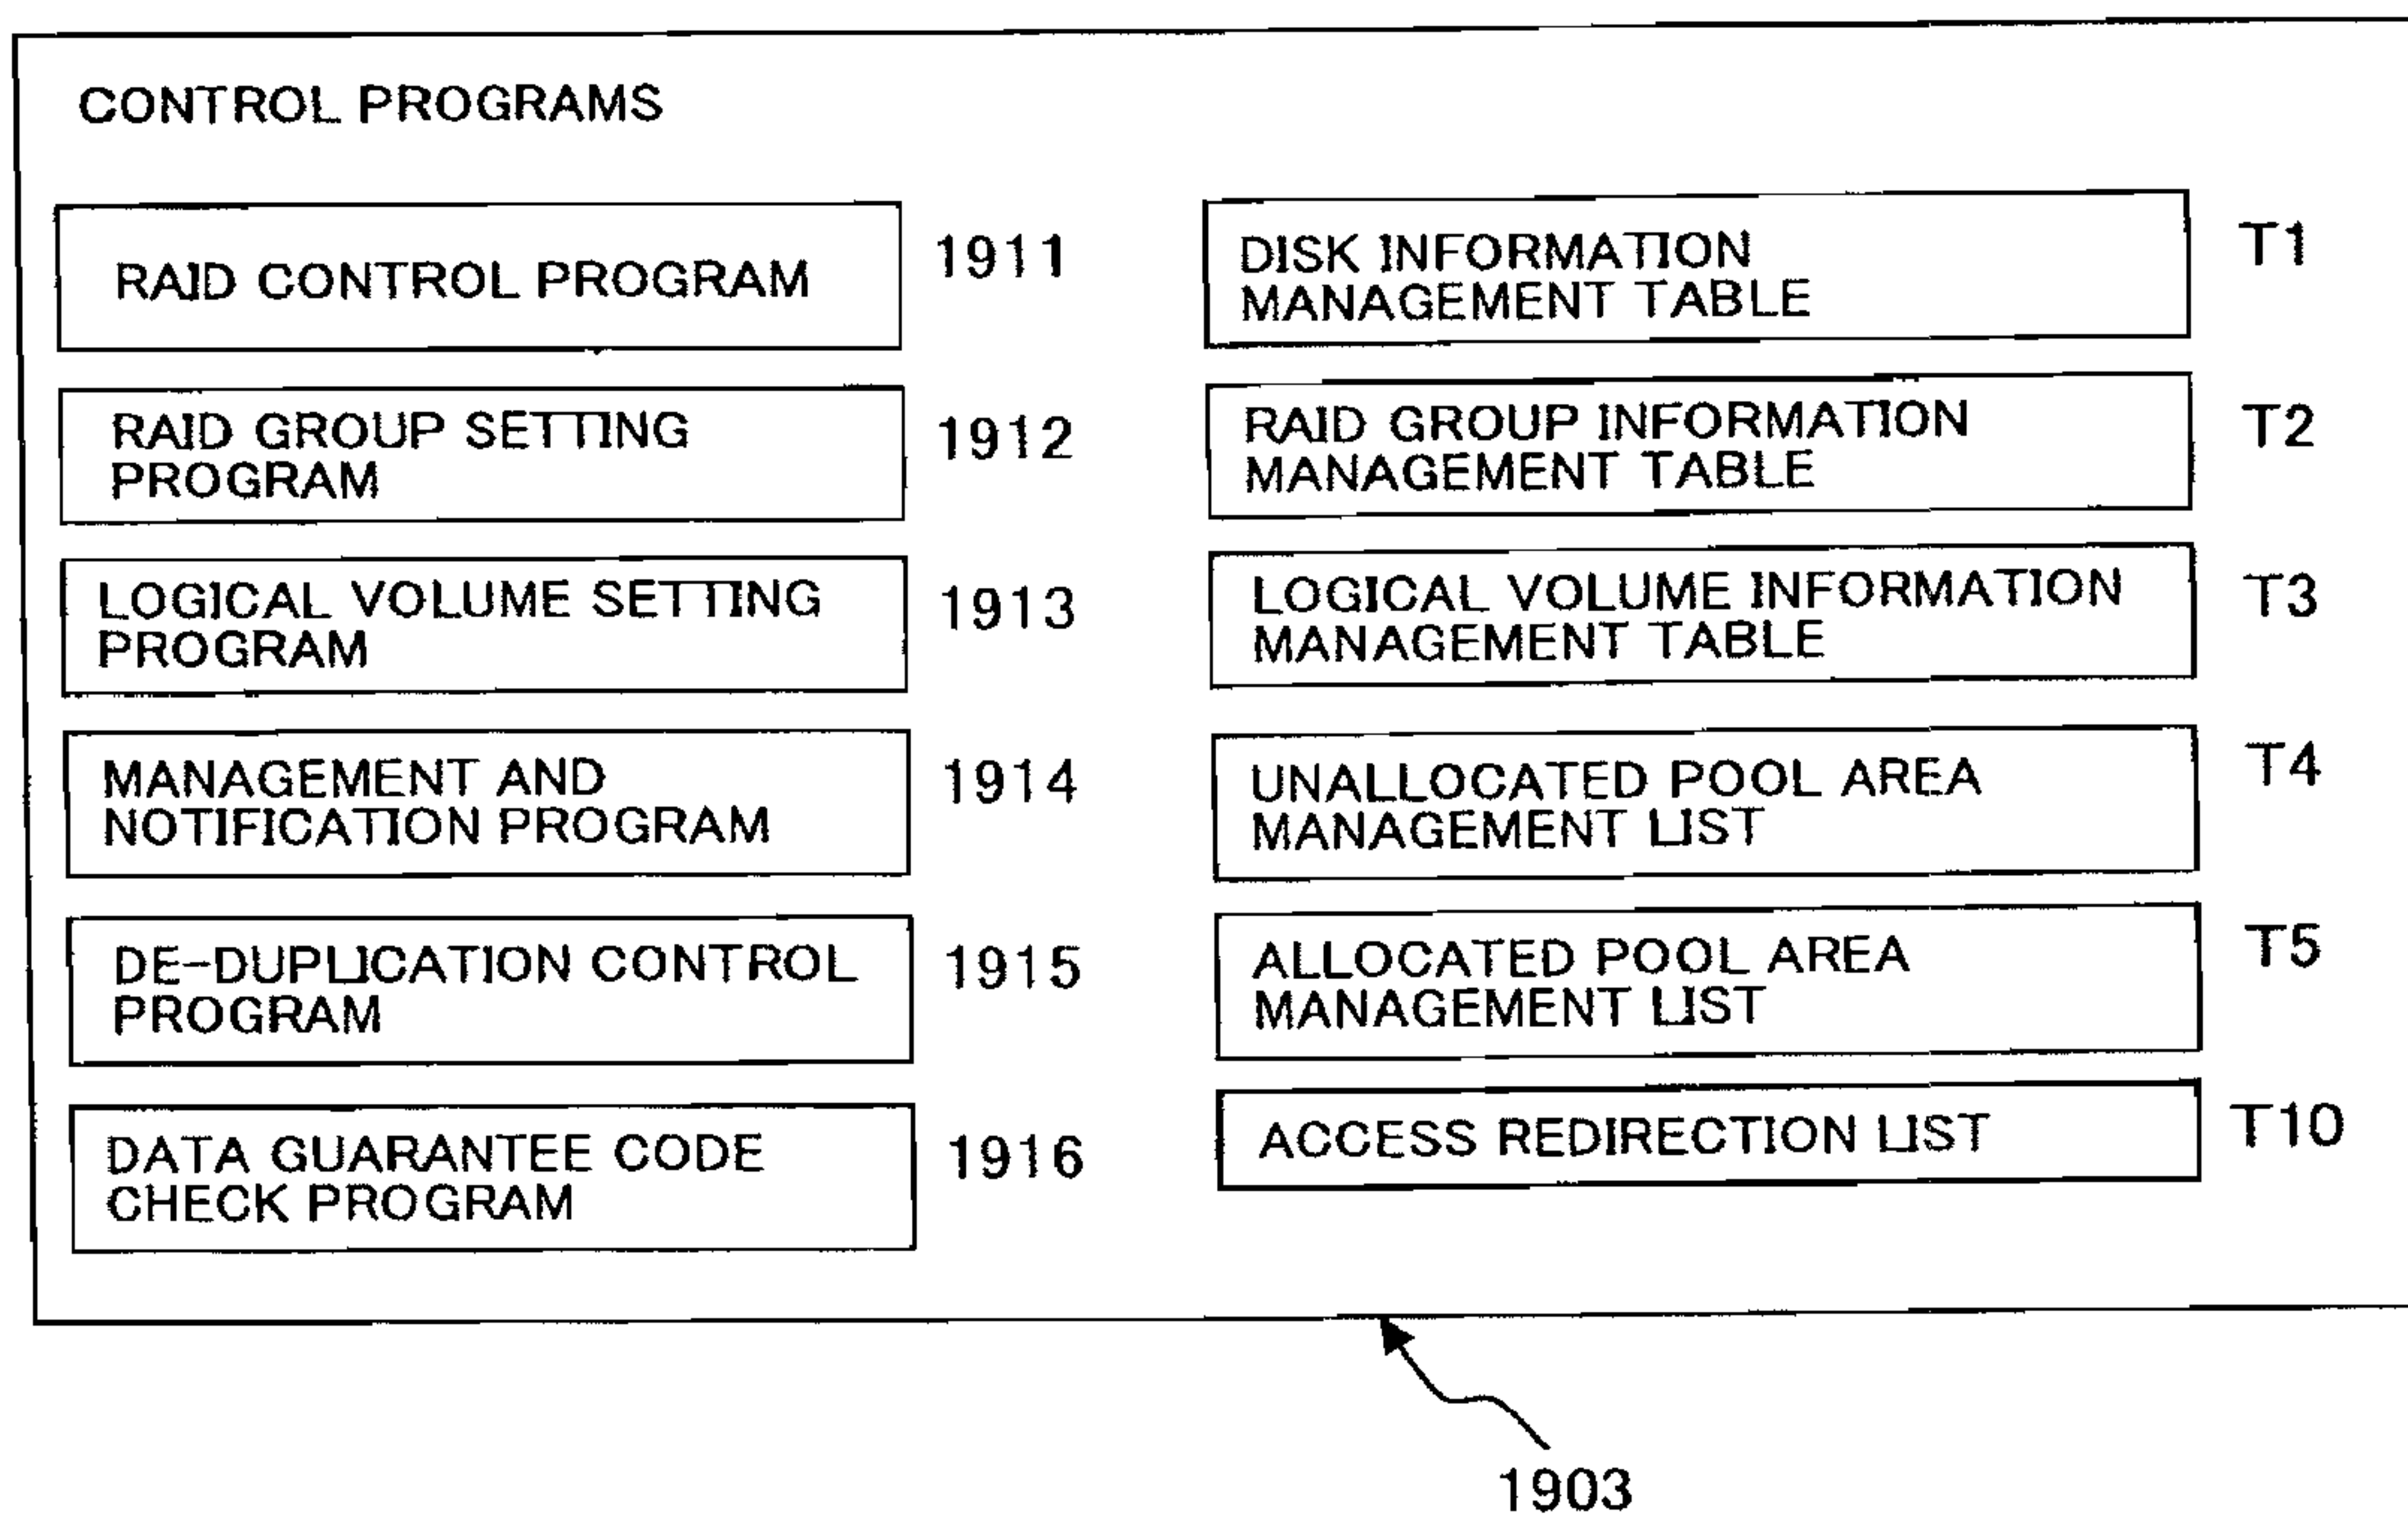 CONTROL PROGRAMS
RAID CONTROL PROGRAM
1911
RAID GROUP SETTING
PROGRAM
1912
LOGICAL VOLUME SETTING
PROGRAM
1913
MANAGEMENT AND
NOTIFICATION PROGRAM
1914
DE-DUPLICATION CONTROL
PROGRAM
1915
DATA GUARANTEE CODE
CHECK PROGRAM
1916
DISK INFORMATION
MANAGEMENT TABLE
T1
RAID GROUP INFORMATION
MANAGEMENT TABLE
T2
LOGICAL VOLUME INFORMATION
MANAGEMENT TABLE
T3
UNALLOCATED POOL AREA
MANAGEMENT LIST
T4
ALLOCATED POOL AREA
MANAGEMENT LIST
T5
ACCESS REDIRECTION LIST
T10
1903